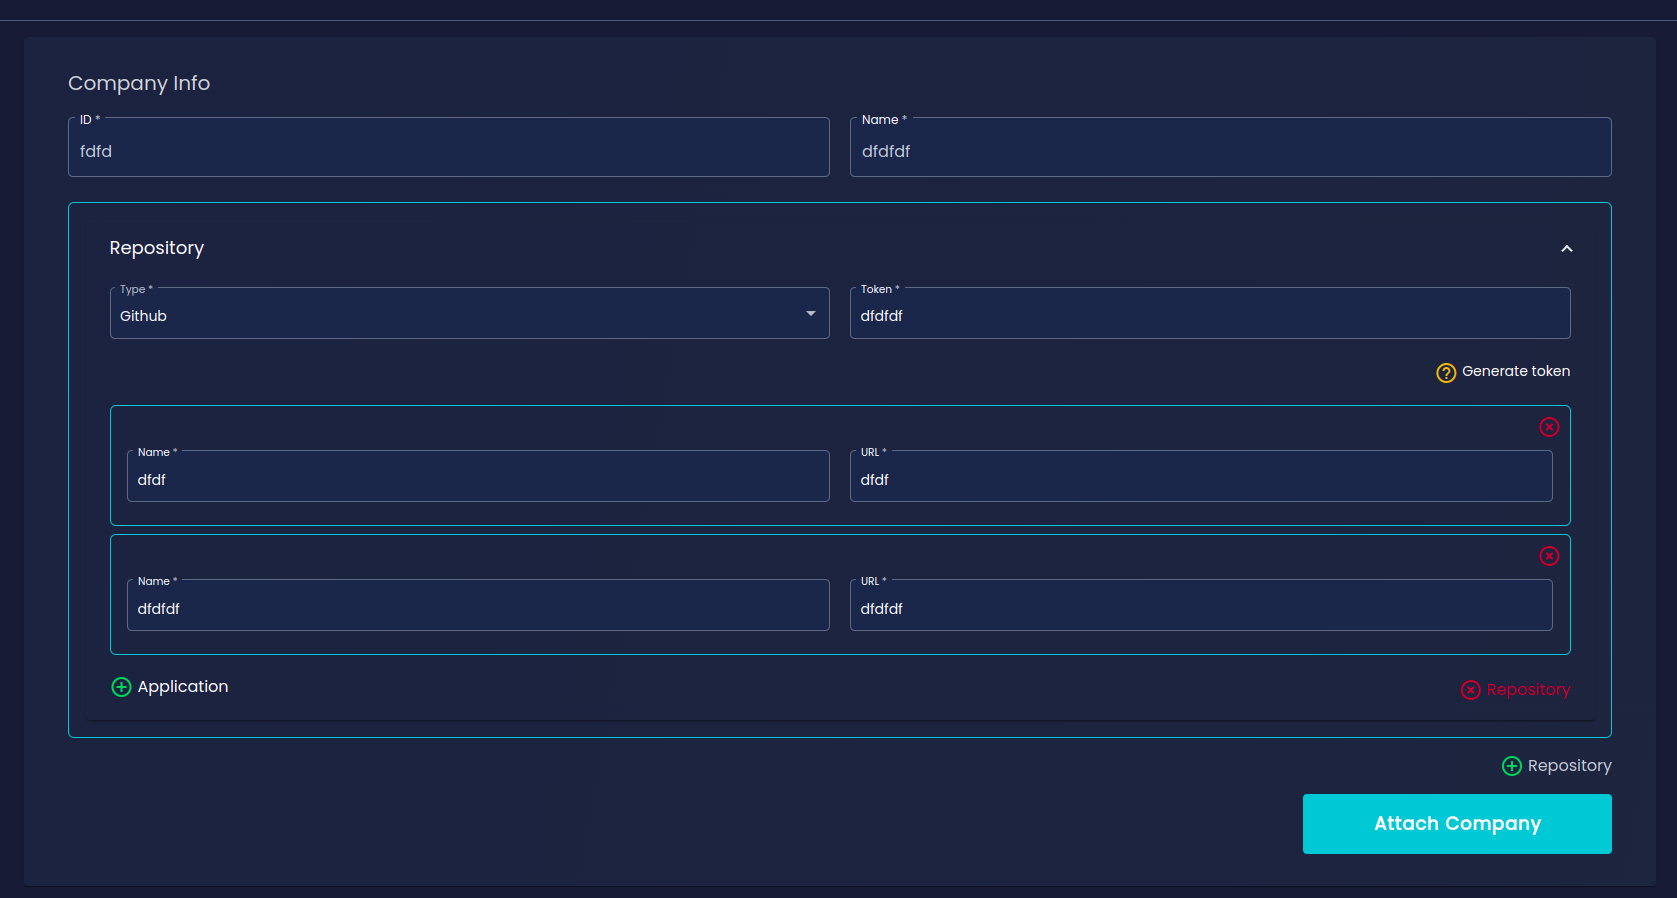 Company Info
ID *
fdfd
Name *
dfdfdf
Repository
Type *
Github
Token *
dfdfdf
Generate token
Name *
dfdf
URL *
dfdf
Name *
dfdfdf
URL *
dfdfdf
Application
Repository
Repository
Attach Company